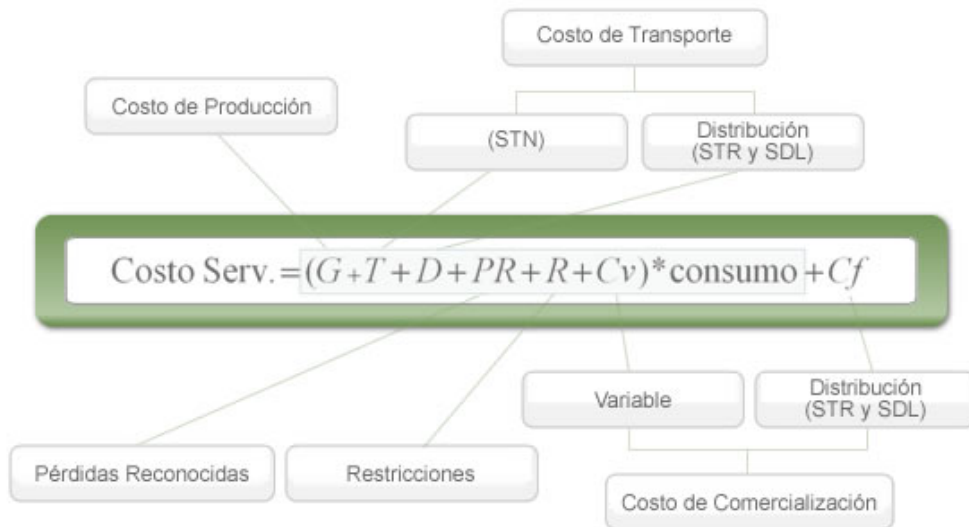 Costo de Transporte
Costo de Producción
(STN)
Distribución
(STR y SDL)
Costo Serv.=(G+T+D+PR+R+Cv)*consumo+Cf
Variable
Distribución
(STR y SDL)
Pérdidas Reconocidas
Restricciones
Costo de Comercialización